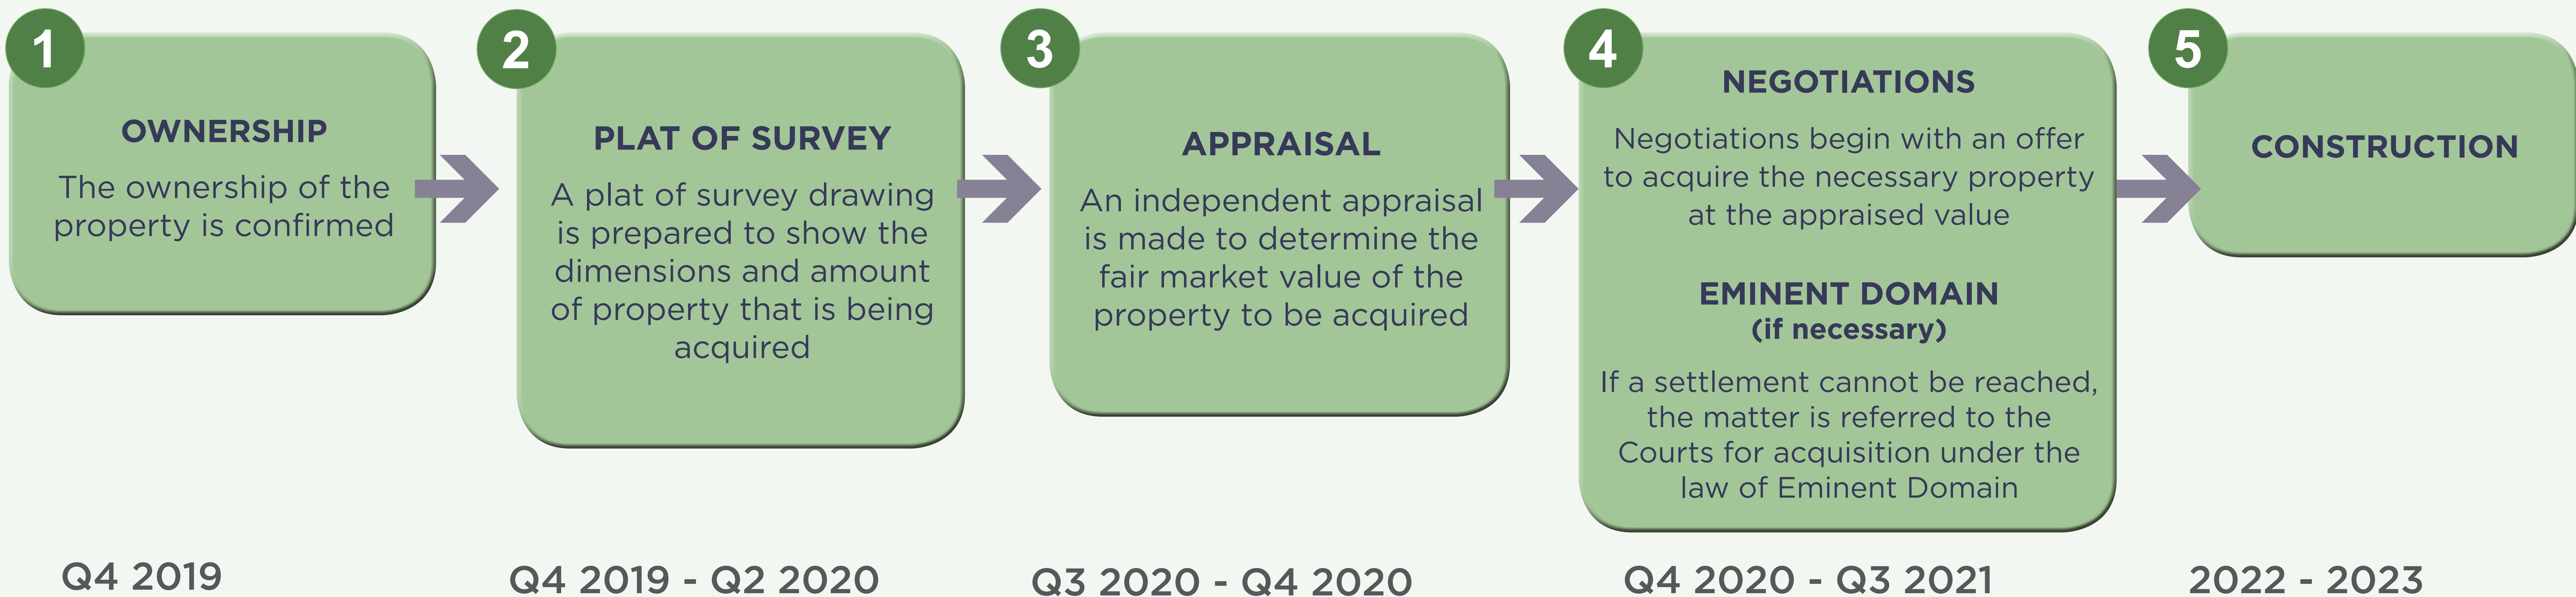 1
OWNERSHIP
The ownership of the
property is confirmed
2
PLAT OF SURVEY
A plat of survey drawing
is prepared to show the
dimensions and amount
of property that is being
acquired
3
APPRAISAL
An independent appraisal
is made to determine the
fair market value of the
property to be acquired
4
NEGOTIATIONS
Negotiations begin with an offer
to acquire the necessary property
at the appraised value
EMINENT DOMAIN
(if necessary)
If a settlement cannot be reached,
the matter is referred to the
Courts for acquisition under the
law of Eminent Domain
5
CONSTRUCTION
Q4 2019
Q4 2019 - Q2 2020
Q3 2020 - Q4 2020
Q4 2020 - Q3 2021
2022 - 2023